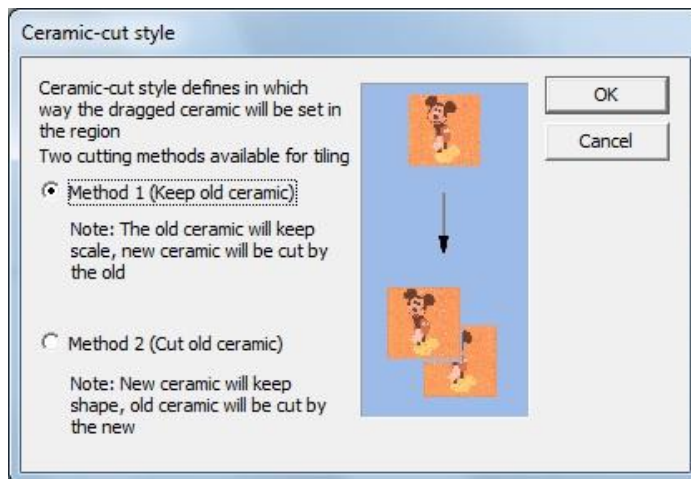 Ceramic-cut style
Ceramic-cut style defines in which
way the dragged ceramic will be set in
the region
Two cutting methods available for tiling
Method 1 (Keep old ceramic)
Note: The old ceramic will keep
scale, new ceramic will be cut by
the old
Method 2 (Cut old ceramic)
Note: New ceramic will keep
shape, old ceramic will be cut by
the new
OK
Cancel